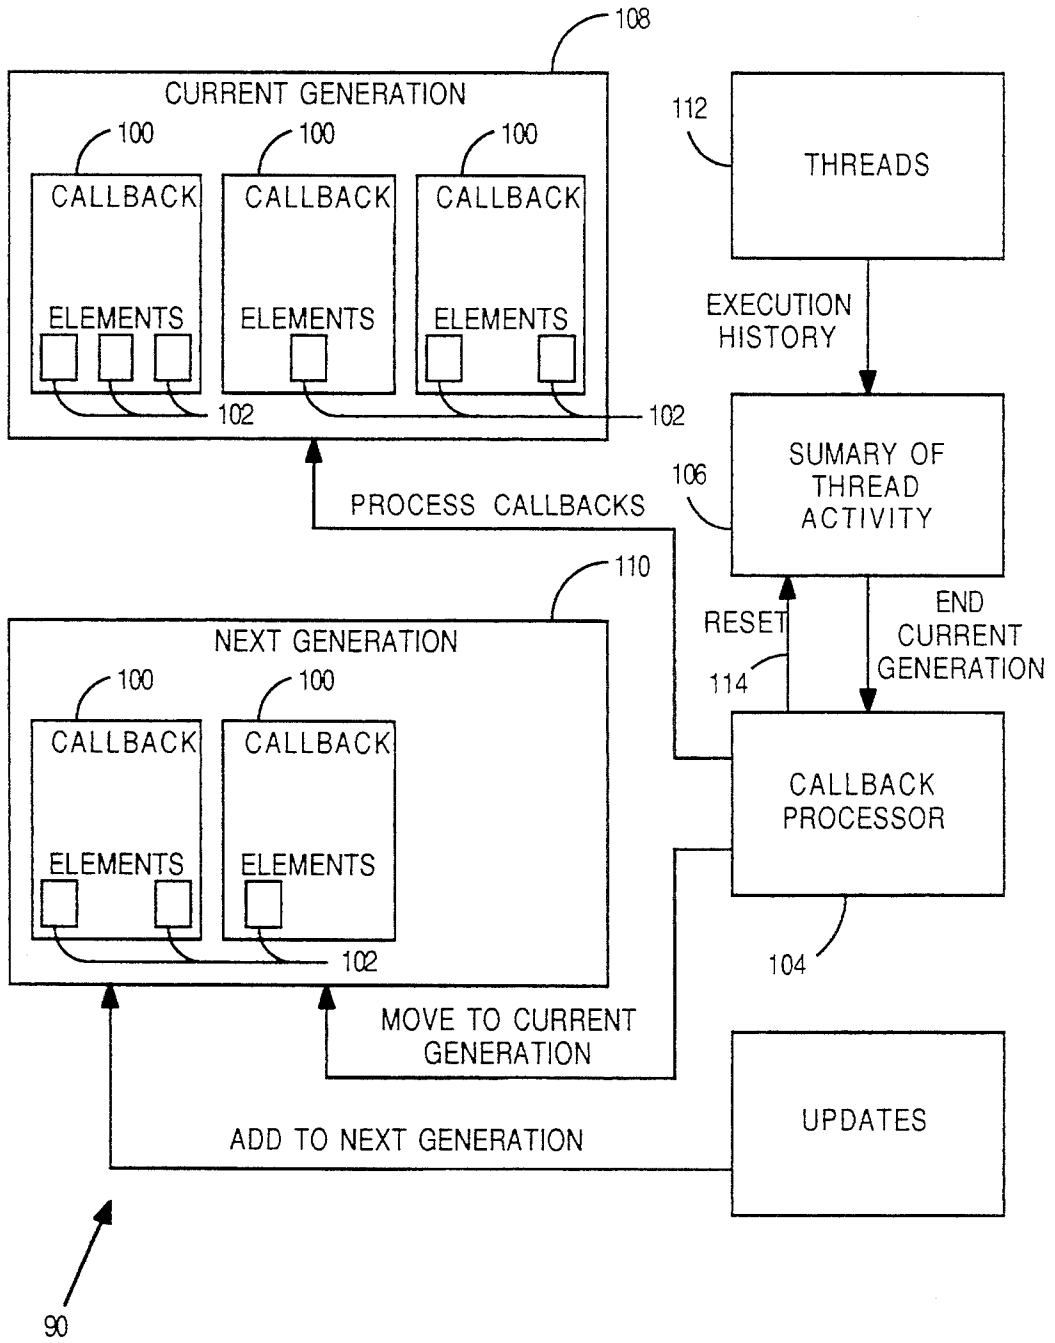 108
CURRENT GENERATION
100
100
100
CALLBACK
CALLBACK
CALLBACK
ELEMENTS
ELEMENTS
ELEMENTS
102
102
112
THREADS
EXECUTION
HISTORY
106
SUMARY OF
THREAD
ACTIVITY
PROCESS CALLBACKS
110
NEXT GENERATION
100
100
CALLBACK
CALLBACK
ELEMENTS
ELEMENTS
102
RESET
114
END
CURRENT
GENERATION
CALLBACK
PROCESSOR
104
MOVE TO CURRENT
GENERATION
UPDATES
ADD TO NEXT GENERATION
90